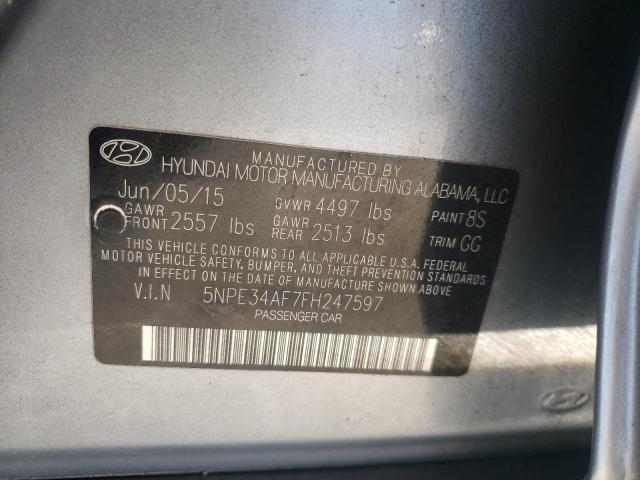 MANUFACTURED BY
HYUNDAI MOTOR MANUFACTURING ALABAMA, LLC
Jun/05/15 GVWR 4497 lbs PAINT 8S
GAWR FRONT 2557 lbs GAWR REAR 2513 lbs TRIM GG
THIS VEHICLE CONFORMS TO ALL APPLICABLE U.S.A. FEDERAL
MOTOR VEHICLE SAFETY, BUMPER, AND THEFT PREVENTION STANDARDS
IN EFFECT ON THE DATE OF MANUFACTURE SHOWN ABOVE.
V.I.N 5NPE34AF7FH247597
PASSENGER CAR